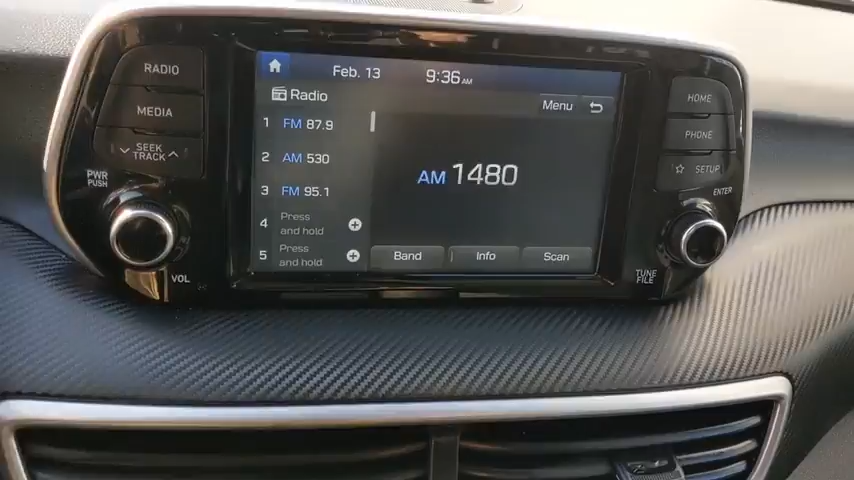 RADIO
MEDIA
SEEK
TRACK
PWR
PUSH
VOL
Feb. 13
9:36 AM
Radio
Menu
1 FM 87.9
2 AM 530
3 FM 95.1
4 Press
and hold
5 Press
and hold
AM 1480
Band
Info
Scan
HOME
PHONE
SETUP
ENTER
TUNE
FILE